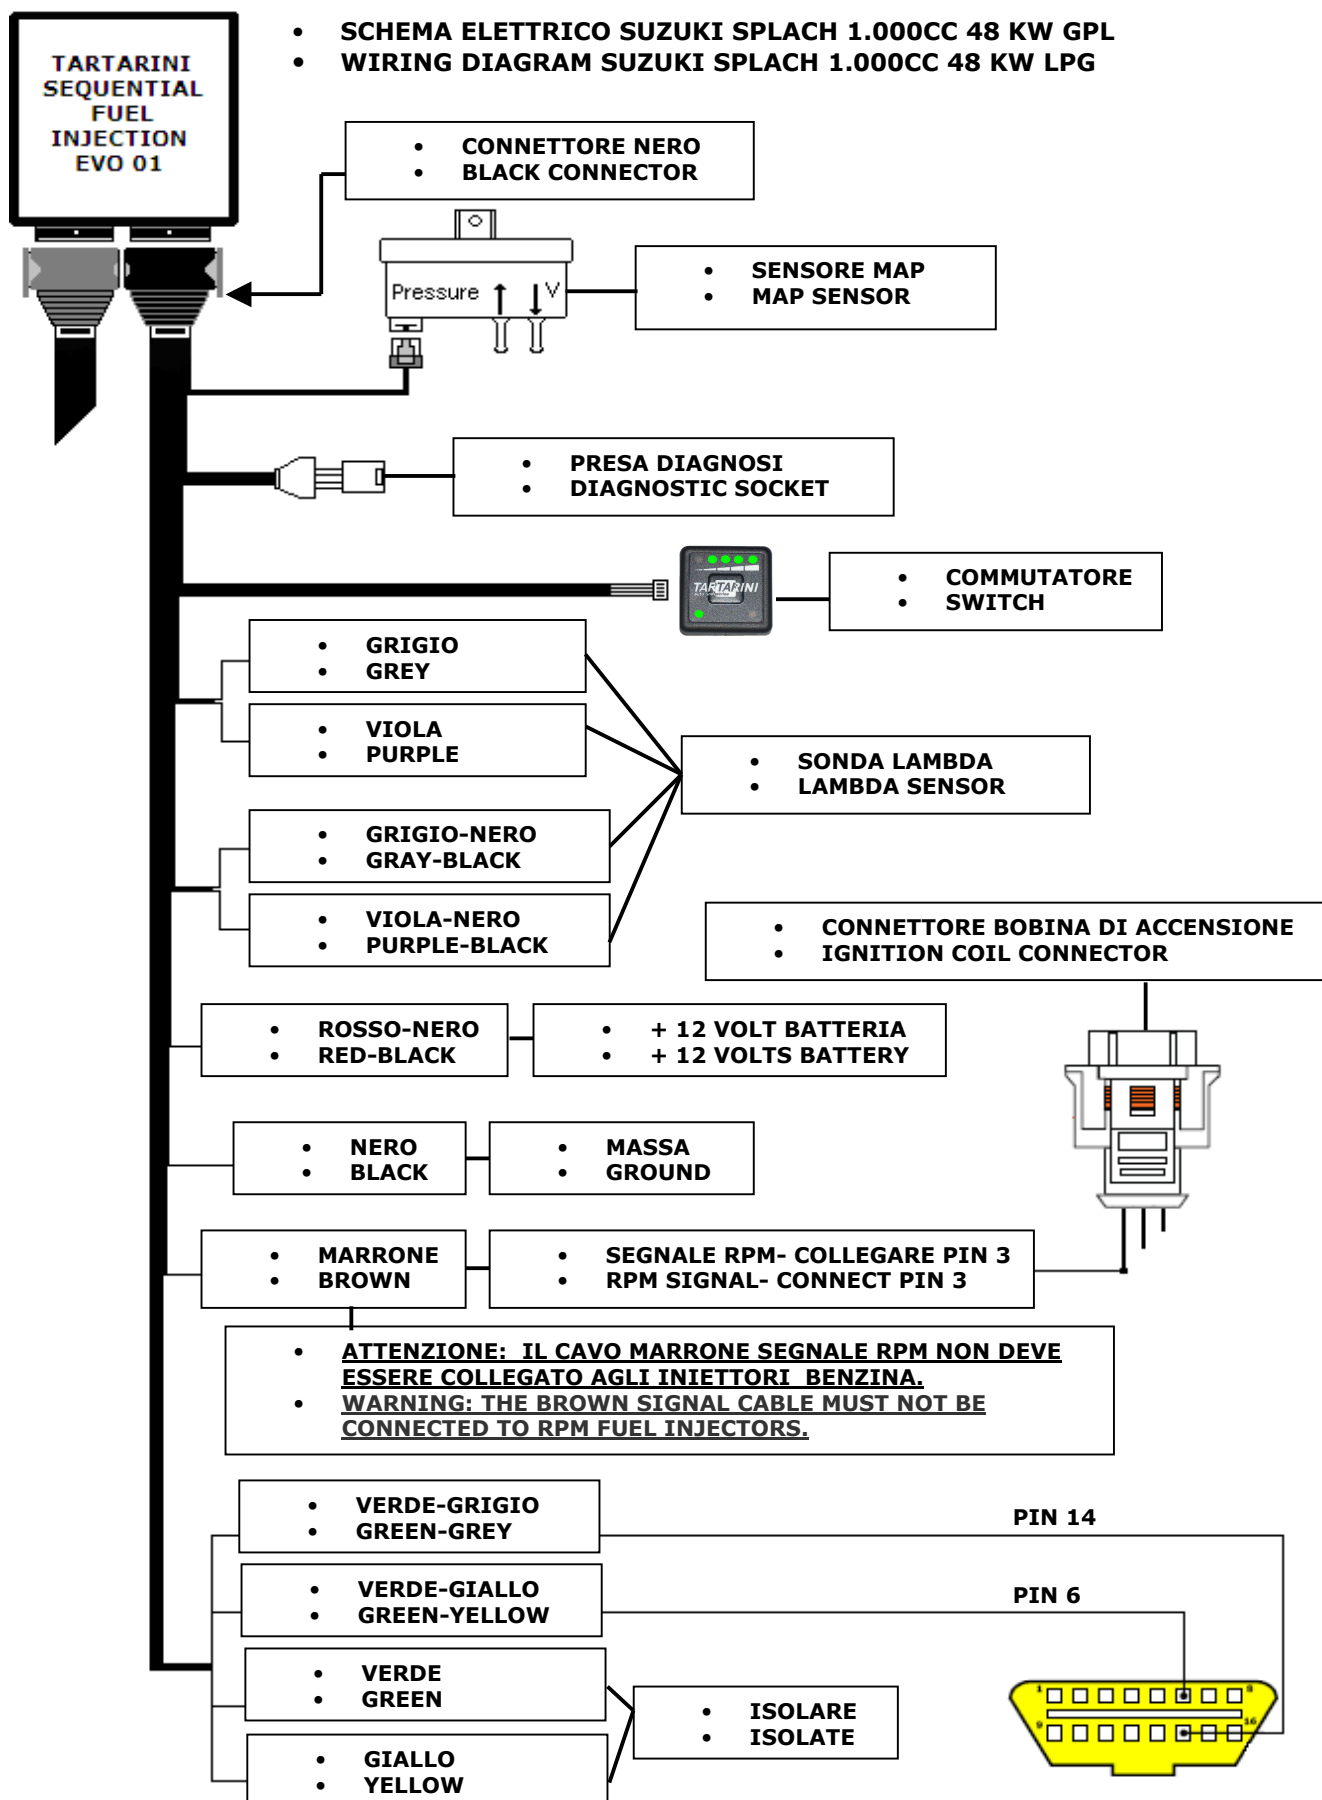 TARTARINI
SEQUENTIAL
FUEL
INJECTION
EVO 01
• SCHEMA ELETTRICO SUZUKI SPLACH 1.000CC 48 KW GPL
• WIRING DIAGRAM SUZUKI SPLACH 1.000CC 48 KW LPG
• CONNETTORE NERO
• BLACK CONNECTOR
Pressure
V
• SENSORE MAP
• MAP SENSOR
• PRESA DIAGNOSI
• DIAGNOSTIC SOCKET
TARTARINI
• COMMUTATORE
• SWITCH
• GRIGIO
• GREY
• VIOLA
• PURPLE
• SONDA LAMBDA
• LAMBDA SENSOR
• GRIGIO-NERO
• GRAY-BLACK
• VIOLA-NERO
• PURPLE-BLACK
• CONNETTORE BOBINA DI ACCENSIONE
• IGNITION COIL CONNECTOR
• ROSSO-NERO
• RED-BLACK
• + 12 VOLT BATTERIA
• + 12 VOLTS BATTERY
• NERO
• BLACK
• MASSA
• GROUND
• MARRONE
• BROWN
• SEGNALE RPM- COLLEGARE PIN 3
• RPM SIGNAL- CONNECT PIN 3
• ATTENZIONE: IL CAVO MARRONE SEGNALE RPM NON DEVE
ESSERE COLLEGATO AGLI INIETTORI BENZINA.
• WARNING: THE BROWN SIGNAL CABLE MUST NOT BE
CONNECTED TO RPM FUEL INJECTORS.
• VERDE-GRIGIO
• GREEN-GREY
PIN 14
• VERDE-GIALLO
• GREEN-YELLOW
PIN 6
• VERDE
• GREEN
• ISOLARE
• ISOLATE
• GIALLO
• YELLOW
1
8
9
16